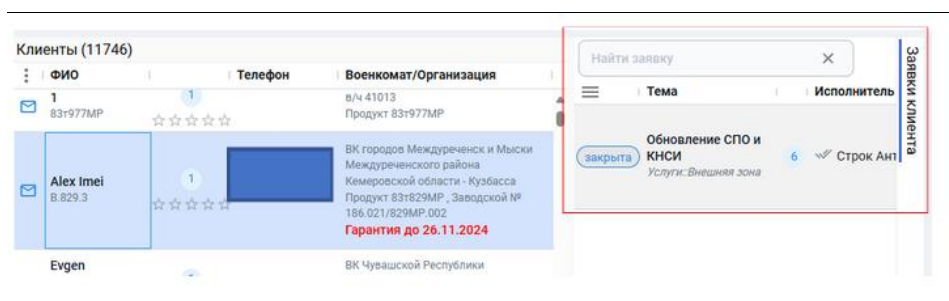 Клиенты (11746)
ФИО
Телефон
Военкомат/Организация
1
83т977МР
1
в/ч 41013
Продукт 83т977МР
Alex Imei
В.829.3
1
ВК городов Междуреченск и Мыски
Междуреченского района
Кемеровской области - Кузбасса
Продукт 83т829МР , Заводской №
186.021/829МР.002
Гарантия до 26.11.2024
Evgen
ВК Чувашской Республики
Найти заявку
Тема
Исполнитель
закрыта
Обновление СПО и
КНСИ
Услуги::Внешняя зона
6
Строк Ант
Заявки клиента